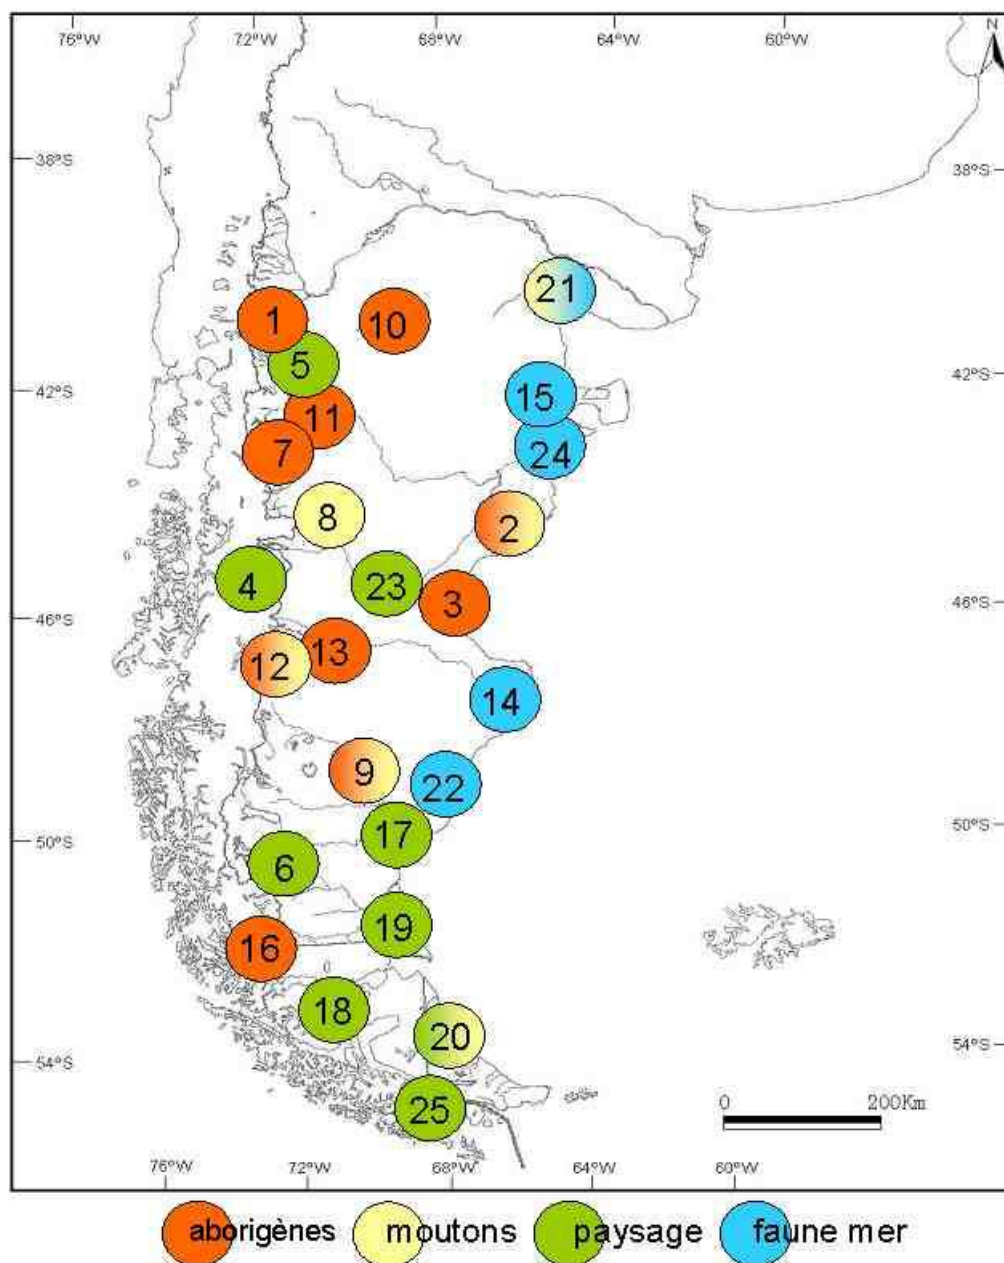 76°W 72°W 68°W 64°W 60°W N
38°S 38°S
21
1 10
5
42°S 42°S
15
11
7 24
8 2
4 23 3
46°S 46°S
12 13
14
9 22
17 50°S
50°S
6
19
16
18
20 54°S
54°S
25 0 200Km
76°W 72°W 68°W 64°W 60°W
aborigènes moutons paysage faune mer